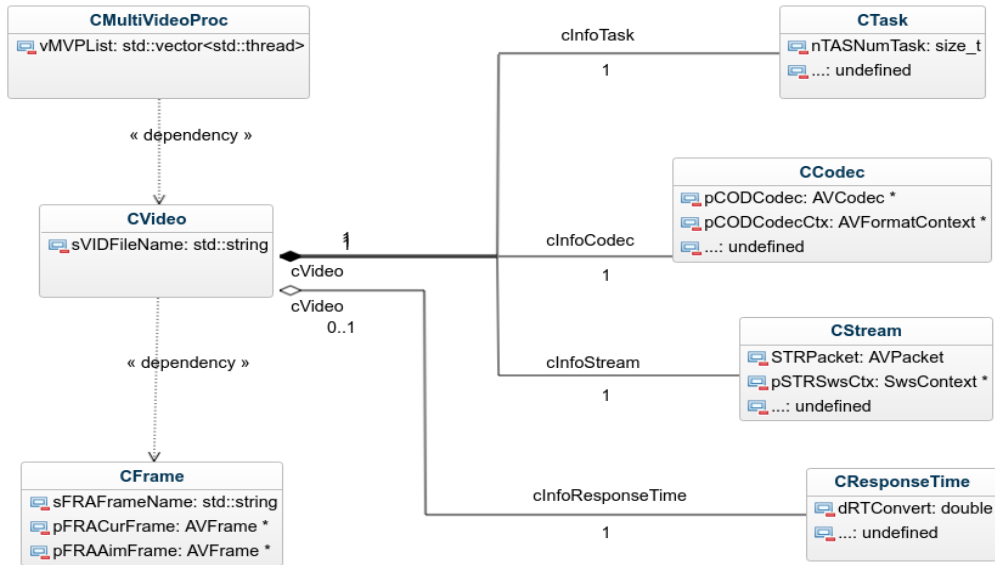 CMultiVideoProc
vMVPList: std::vector<std::thread>
« dependency »
CVideo
sVIDFileName: std::string
« dependency »
CFrame
sFRAFrameName: std::string
pFRACurFrame: AVFrame *
pFRAAimFrame: AVFrame *
1
cVideo
cVideo
0..1
cInfoTask
1
CTask
nTASNumTask: size_t
...: undefined
cInfoCodec
1
CCodec
pCODCodec: AVCodec *
pCODCodecCtx: AVFormatContext *
...: undefined
cInfoStream
1
CStream
STRPacket: AVPacket
pSTRSwsCtx: SwsContext *
...: undefined
cInfoResponseTime
1
CResponseTime
dRTConvert: double
...: undefined